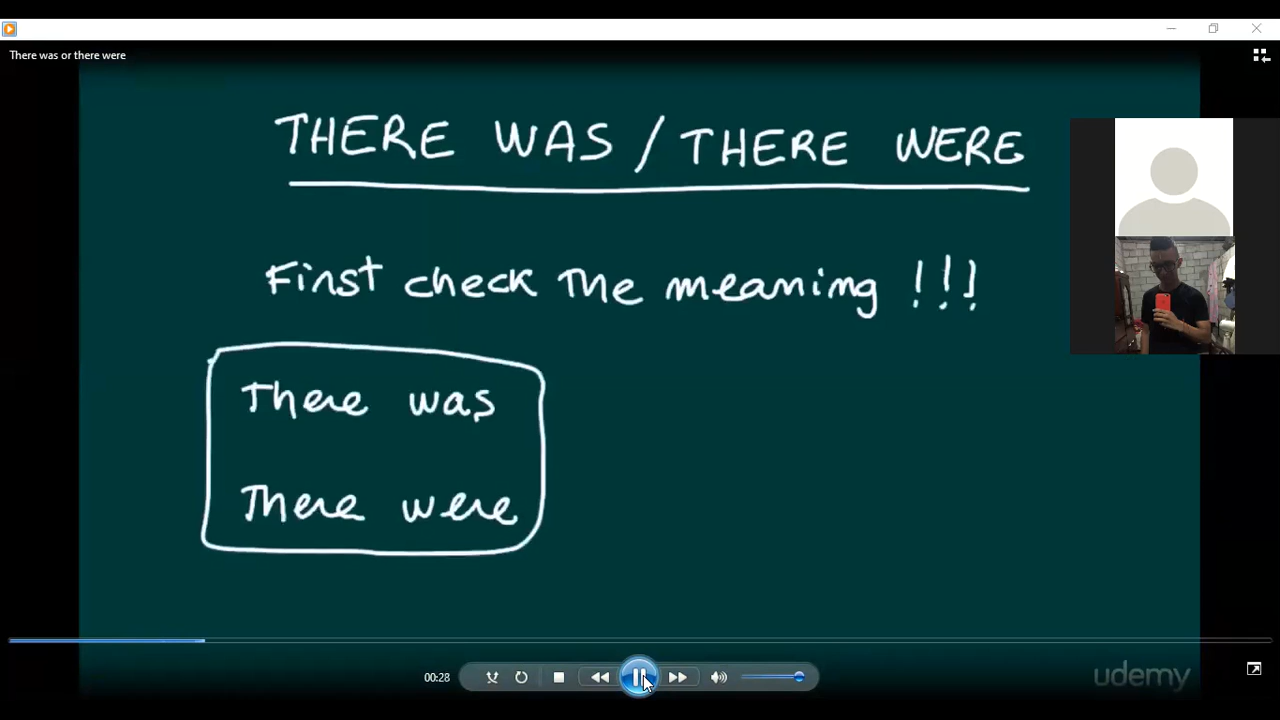 There was or there were
THERE WAS / THERE WERE
First check the meaning !!!
There was
There were
00:28
udemy